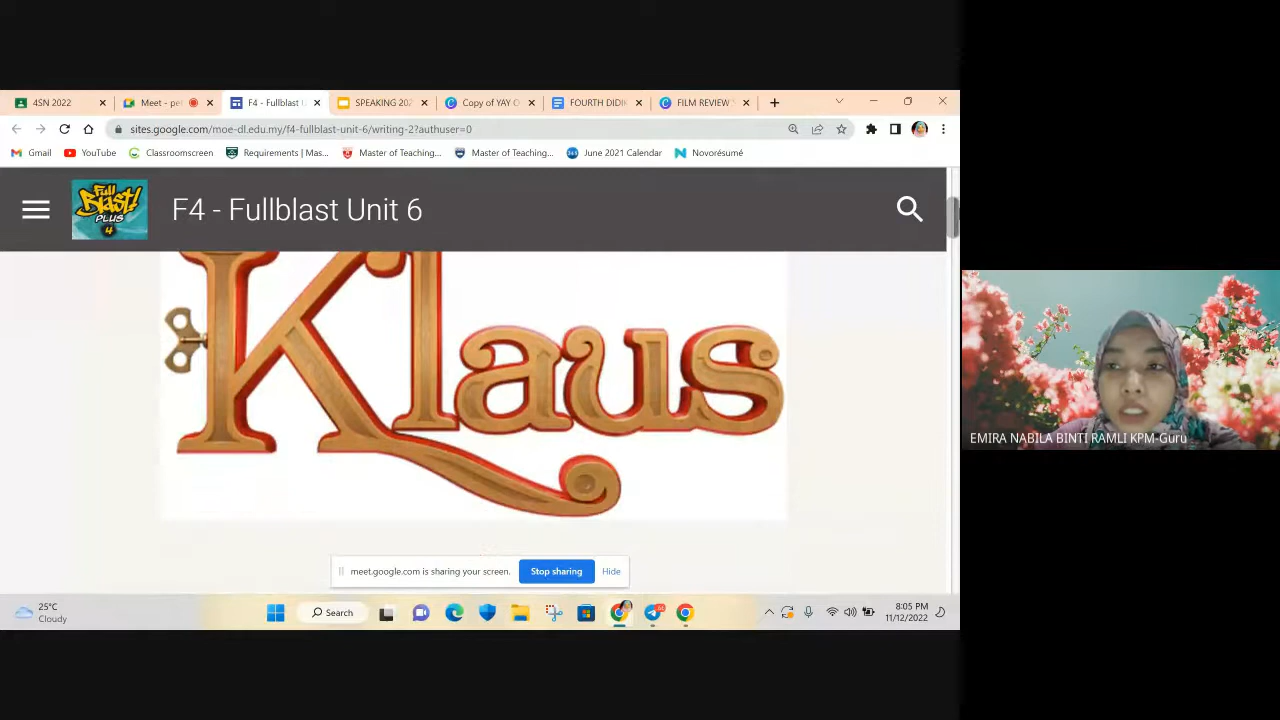 4SN 2022
Meet - pe
F4 - Fullblast U
SPEAKING 202
Copy of YAY O
FOURTH DIDIK
FILM REVIEW
sites.google.com/moe-dl.edu.my/f4-fullblast-unit-6/writing-2?authuser=0
Gmail
YouTube
Classroomscreen
Requirements | Mas...
Master of Teaching...
Master of Teaching...
June 2021 Calendar
Novorésumé
Full
Blast!
PLUS
4
F4 - Fullblast Unit 6
Klaus
EMIRA NABILA BINTI RAMLI KPM-Guru
meet.google.com is sharing your screen.
Stop sharing
Hide
25°C
Cloudy
Search
8:05 PM
11/12/2022